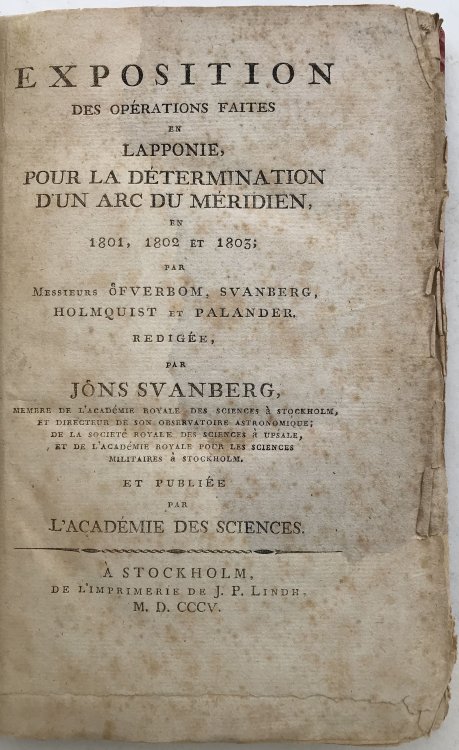 EXPOSITION
DES OPÉRATIONS FAITES
EN
LAPPONIE,
POUR LA DÉTERMINATION
D'UN ARC DU MÉRIDIEN,
EN
1801, 1802 ET 1803;
PAR
MESSIEURS ÖFVERBOM, SVANBERG,
HOLMQUIST ET PALANDER.
REDIGÉE,
PAR
JÖNS SVANBERG,
MEMBRE DE L'ACADÉMIE ROYALE DES SCIENCES à STOCKHOLM,
ET DIRECTEUR DE SON OBSERVATOIRE ASTRONOMIQUE;
DE LA SOCIETÉ ROYALE DES SCIENCES à UPSALE,
ET DE L'ACADÉMIE ROYALE POUR LES SCIENCES
MILITAIRES à STOCKHOLM.
ET PUBLIÉE
PAR
L'ACADÉMIE DES SCIENCES.
À STOCKHOLM,
DE L'IMPRIMERIE DE J. P. LINDH,
M. D. CCCV.